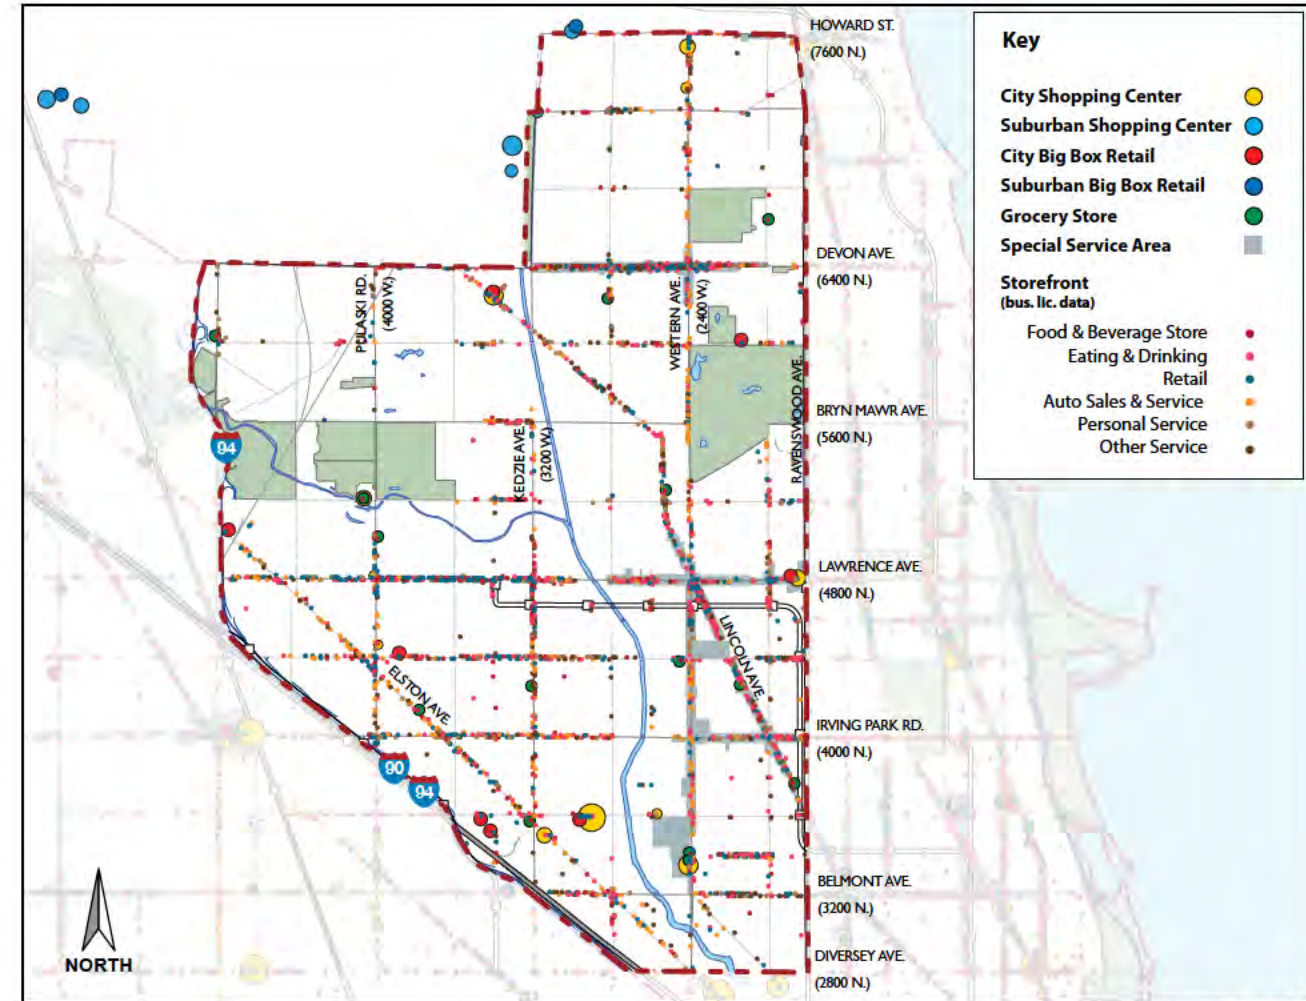 HOWARD ST.
(7600 N.)
Key
City Shopping Center
Suburban Shopping Center
City Big Box Retail
Suburban Big Box Retail
Grocery Store
Special Service Area
Storefront
(bus. lic. data)
Food & Beverage Store
Eating & Drinking
Retail
Auto Sales & Service
Personal Service
Other Service
DEVON AVE.
(6400 N.)
PULASKI RD.
(4000 W.)
WESTERN AVE.
(2400 W.)
RAVENSWOOD AVE.
BRYN MAWR AVE.
(5600 N.)
KEDZIE AVE.
(3200 W.)
94
LAWRENCE AVE.
(4800 N.)
LINCOLN AVE.
ELSTON AVE.
IRVING PARK RD.
(4000 N.)
90
94
BELMONT AVE.
(3200 N.)
DIVERSEY AVE.
(2800 N.)
NORTH